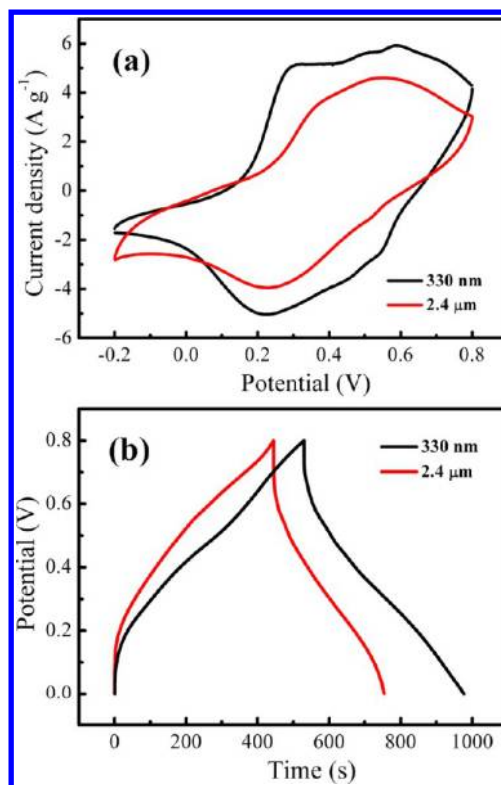 (a)
Current density (A g⁻¹)
6
4
2
0
-2
-4
-6
330 nm
2.4 μm
-0.2 0.0 0.2 0.4 0.6 0.8
Potential (V)
(b)
330 nm
2.4 μm
Potential (V)
0.8
0.6
0.4
0.2
0.0
0 200 400 600 800 1000
Time (s)